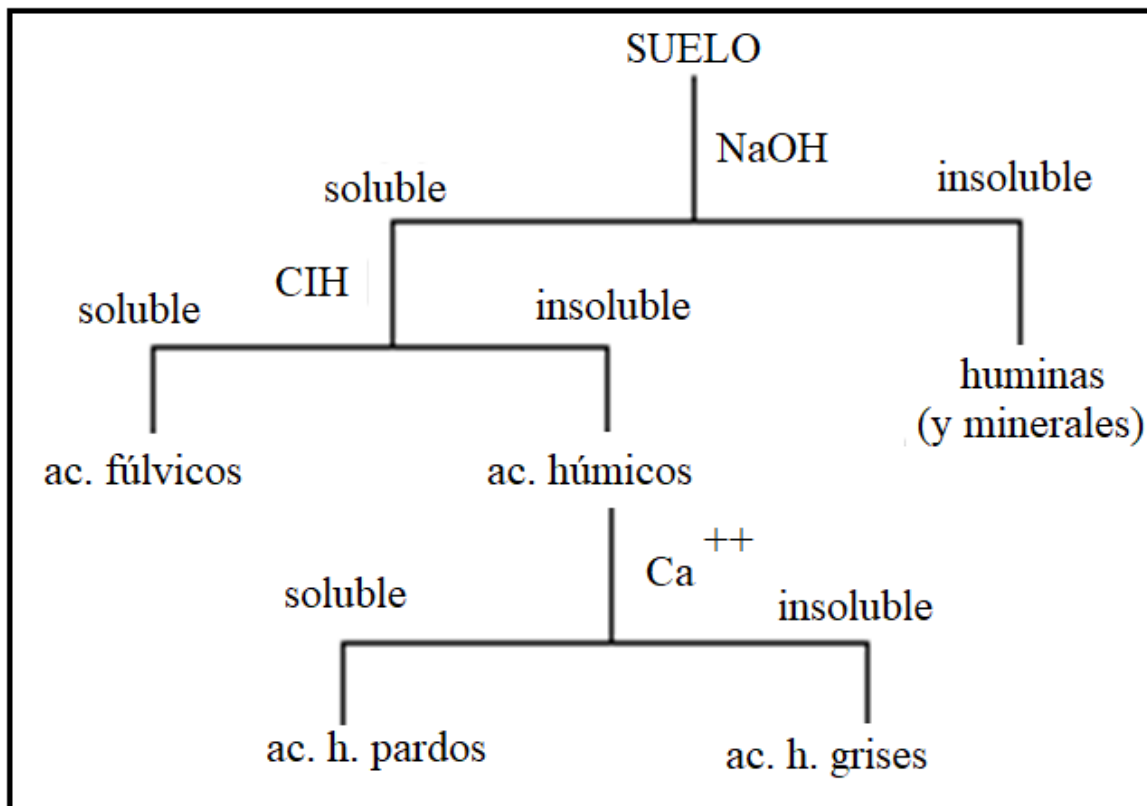 SUELO
NaOH
soluble
insoluble
ClH
soluble
insoluble
huminas
(y minerales)
ac. fúlvicos
ac. húmicos
Ca ++
soluble
insoluble
ac. h. pardos
ac. h. grises